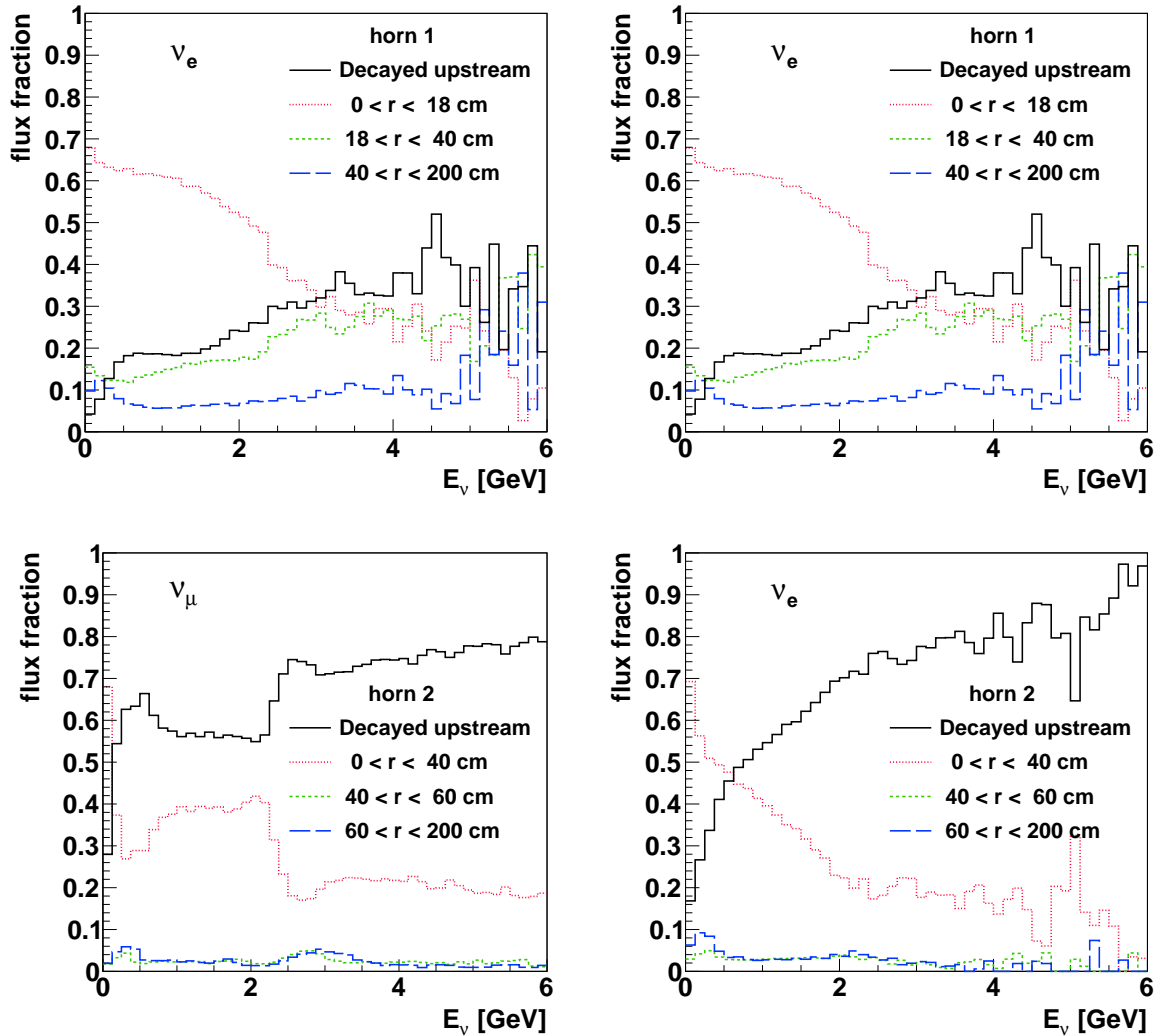 flux fraction
1
0.9
0.8
0.7
0.6
0.5
0.4
0.3
0.2
0.1
0
νe
horn 1
Decayed upstream
0 < r < 18 cm
18 < r < 40 cm
40 < r < 200 cm
0 2 4 6
Eν [GeV]
flux fraction
1
0.9
0.8
0.7
0.6
0.5
0.4
0.3
0.2
0.1
0
νe
horn 1
Decayed upstream
0 < r < 18 cm
18 < r < 40 cm
40 < r < 200 cm
0 2 4 6
Eν [GeV]
flux fraction
1
0.9
0.8
0.7
0.6
0.5
0.4
0.3
0.2
0.1
0
νμ
horn 2
Decayed upstream
0 < r < 40 cm
40 < r < 60 cm
60 < r < 200 cm
0 2 4 6
Eν [GeV]
flux fraction
1
0.9
0.8
0.7
0.6
0.5
0.4
0.3
0.2
0.1
0
νe
horn 2
Decayed upstream
0 < r < 40 cm
40 < r < 60 cm
60 < r < 200 cm
0 2 4 6
Eν [GeV]